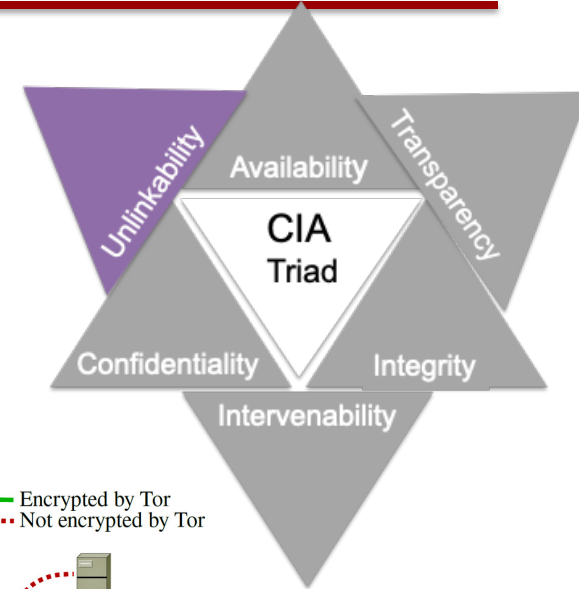 Availability
Unlinkability
Transparency
CIA
Triad
Confidentiality
Integrity
Intervenability
Encrypted by Tor
Not encrypted by Tor